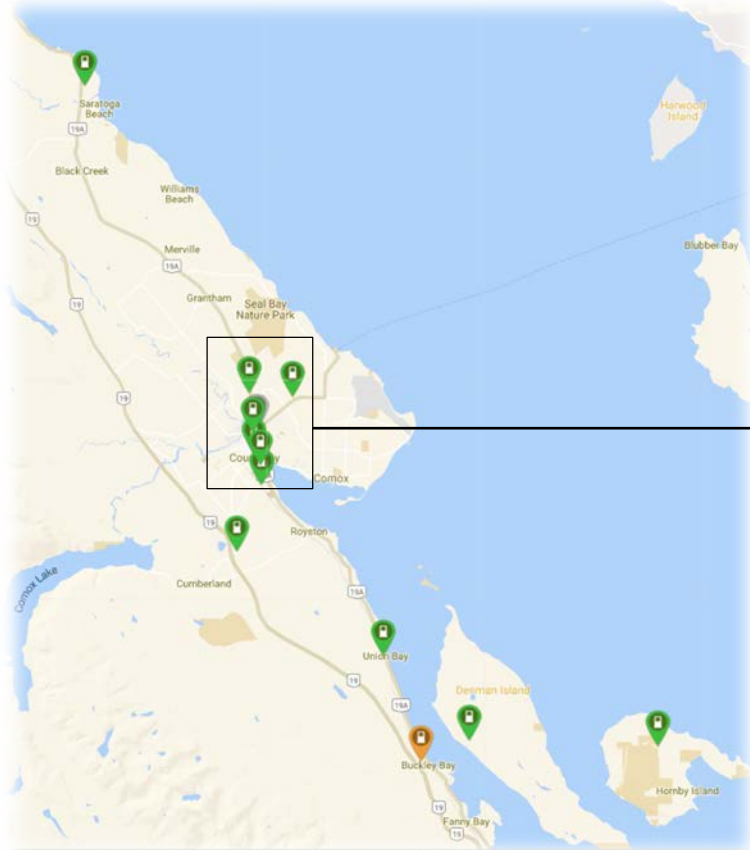 Harwood
Island
Saratoga
Beach
19A
Black Creek
Williams
Beach
19
Merville
Blubber Bay
19A
Grantham
Seal Bay
Nature Park
19
19
Comox
19
Royston
Comox Lake
Cumberland
19A
Union Bay
19
Denman Island
19A
Buckley Bay
Hornby Island
19
Fanny Bay
19